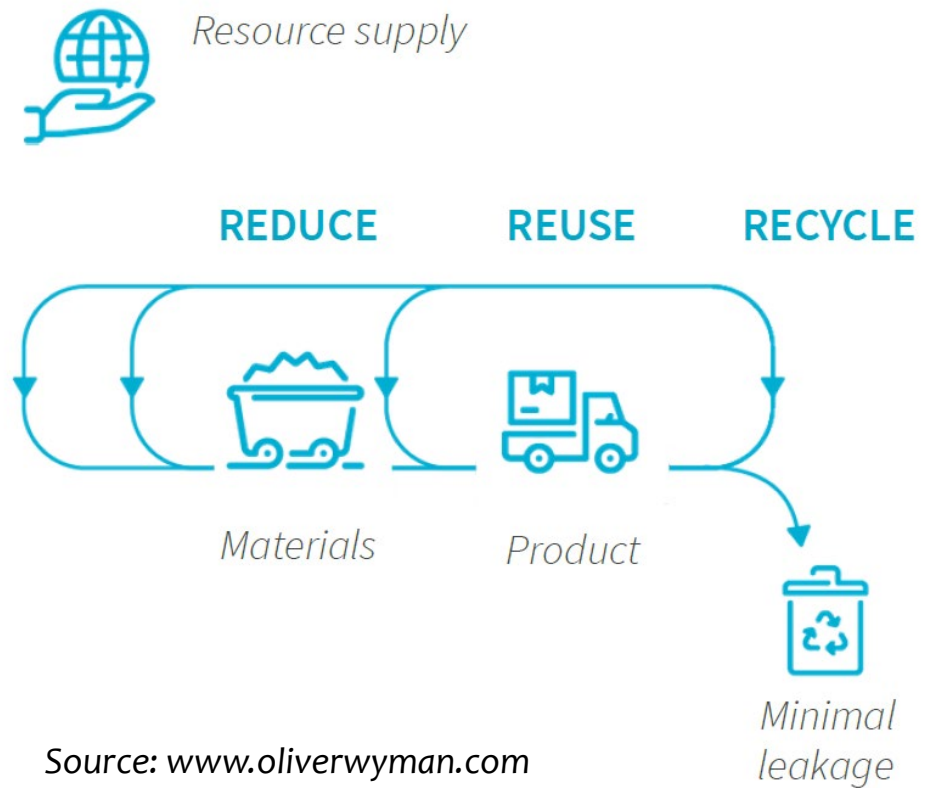 Resource supply
REDUCE
REUSE
RECYCLE
Materials
Product
Minimal
leakage
Source: www.oliverwyman.com